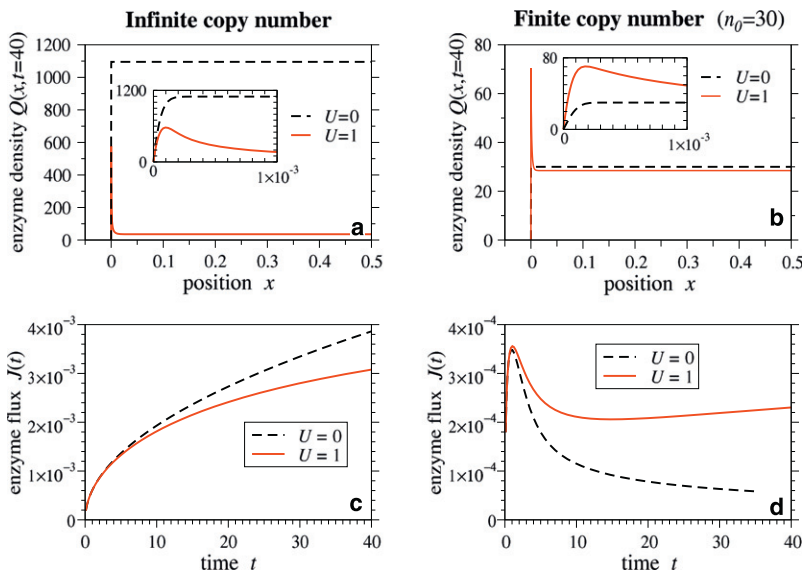 Infinite copy number
Finite copy number (n0=30)
enzyme density Q(x,t=40)
1200
1000
800
600
400
200
0
1200
0
0
1×10⁻³
U=0
U=1
a
0 0.1 0.2 0.3 0.4 0.5
position x
enzyme density Q(x,t=40)
80
60
40
20
0
80
0
0
1×10⁻³
U=0
U=1
b
0 0.1 0.2 0.3 0.4 0.5
position x
enzyme flux J(t)
4×10⁻³
3×10⁻³
2×10⁻³
1×10⁻³
0
U = 0
U = 1
c
0 10 20 30 40
time t
enzyme flux J(t)
4×10⁻⁴
3×10⁻⁴
2×10⁻⁴
1×10⁻⁴
0
U = 0
U = 1
d
0 10 20 30 40
time t